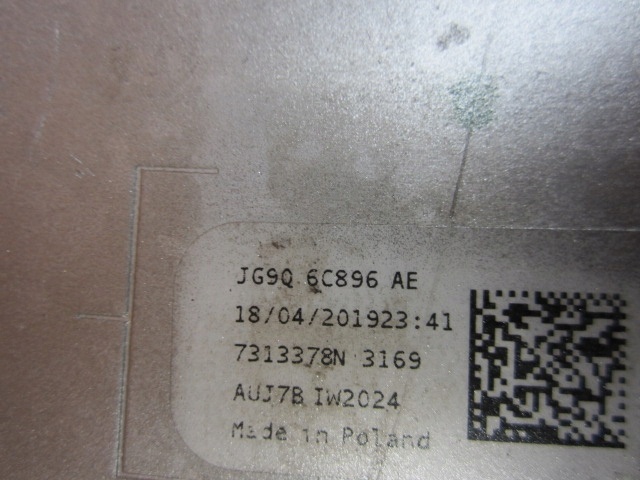 JG9Q 6C896 AE
18/04/201923:41
7313378N 3169
AUJ7B IW2024
Made in Poland